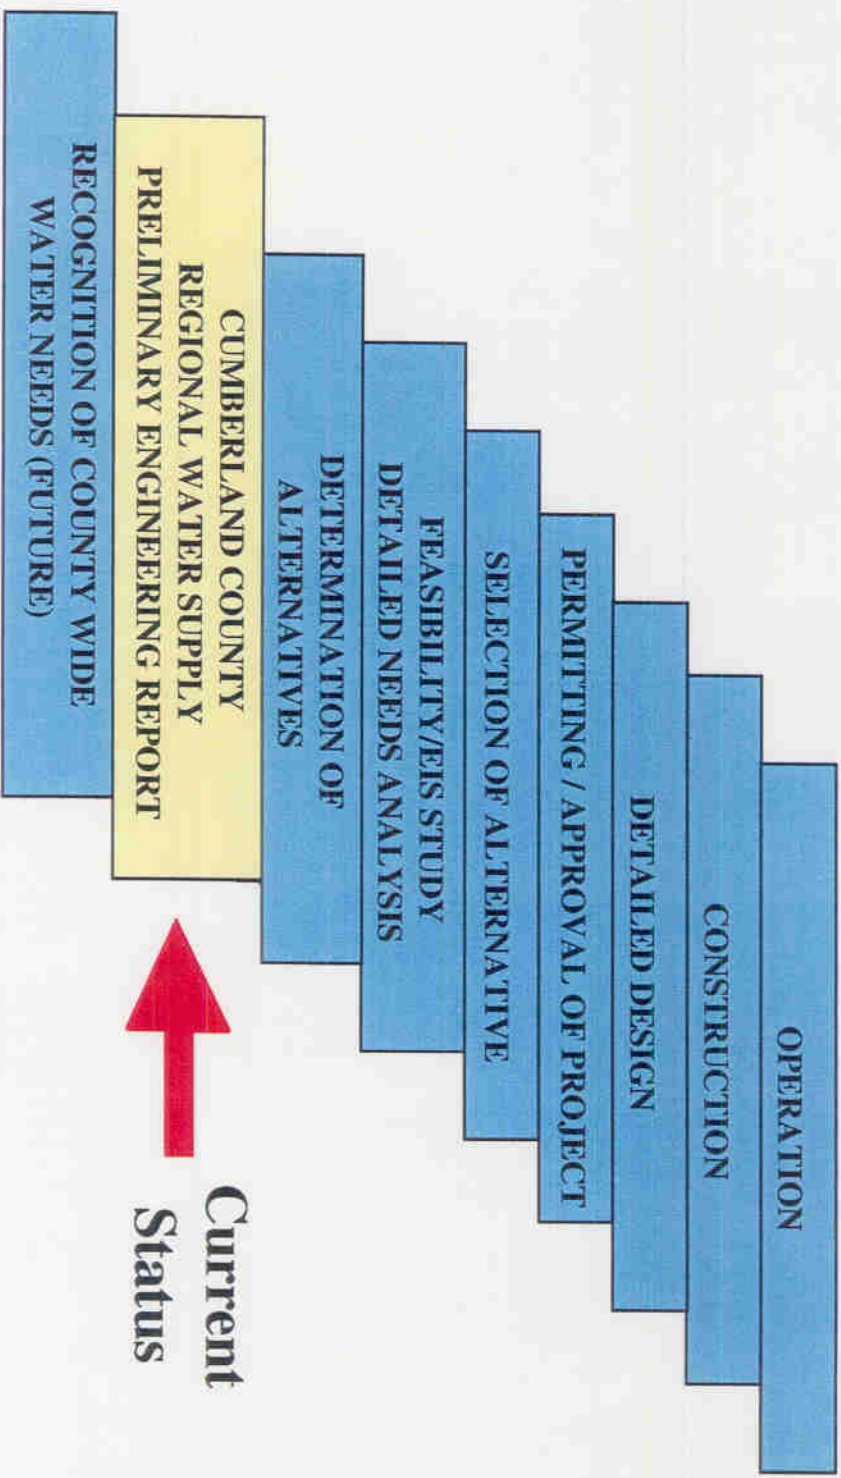 OPERATION
CONSTRUCTION
DETAILED DESIGN
PERMITTING / APPROVAL OF PROJECT
SELECTION OF ALTERNATIVE
FEASIBILITY/EIS STUDY
DETAILED NEEDS ANALYSIS
DETERMINATION OF
ALTERNATIVES
CUMBERLAND COUNTY
REGIONAL WATER SUPPLY
PRELIMINARY ENGINEERING REPORT
Current
Status
RECOGNITION OF COUNTY WIDE
WATER NEEDS (FUTURE)